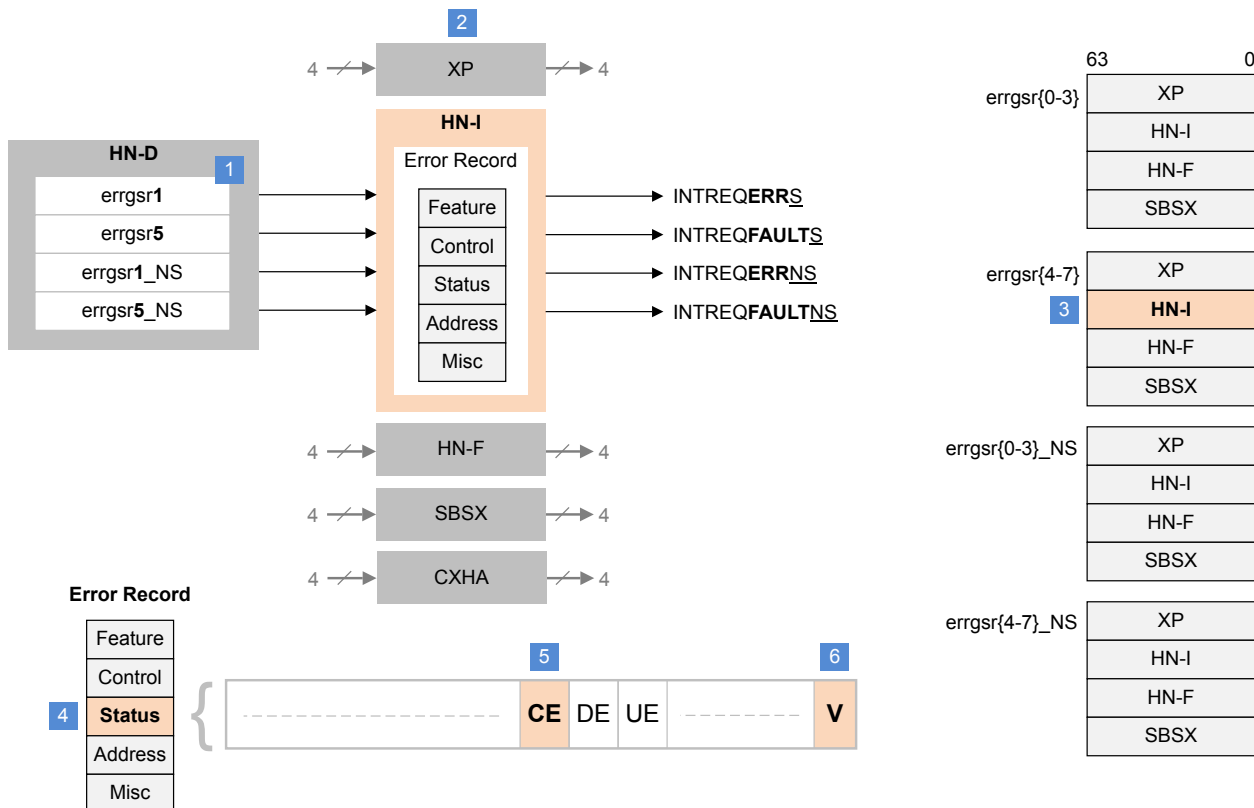 2
4 XP 4
HN-I
Error Record
Feature
Control
Status
Address
Misc
HN-D
1
errgsr1
errgsr5
errgsr1_NS
errgsr5_NS
INTREQERRS
INTREQFAULTS
INTREQERRNS
INTREQFAULTNS
4 HN-F 4
4 SBSX 4
4 CXHA 4
63 0
errgsr{0-3}
XP
HN-I
HN-F
SBSX
errgsr{4-7}
XP
3 HN-I
HN-F
SBSX
errgsr{0-3}_NS
XP
HN-I
HN-F
SBSX
errgsr{4-7}_NS
XP
HN-I
HN-F
SBSX
Error Record
Feature
Control
4 Status
Address
Misc
5 6
{ CE DE UE V